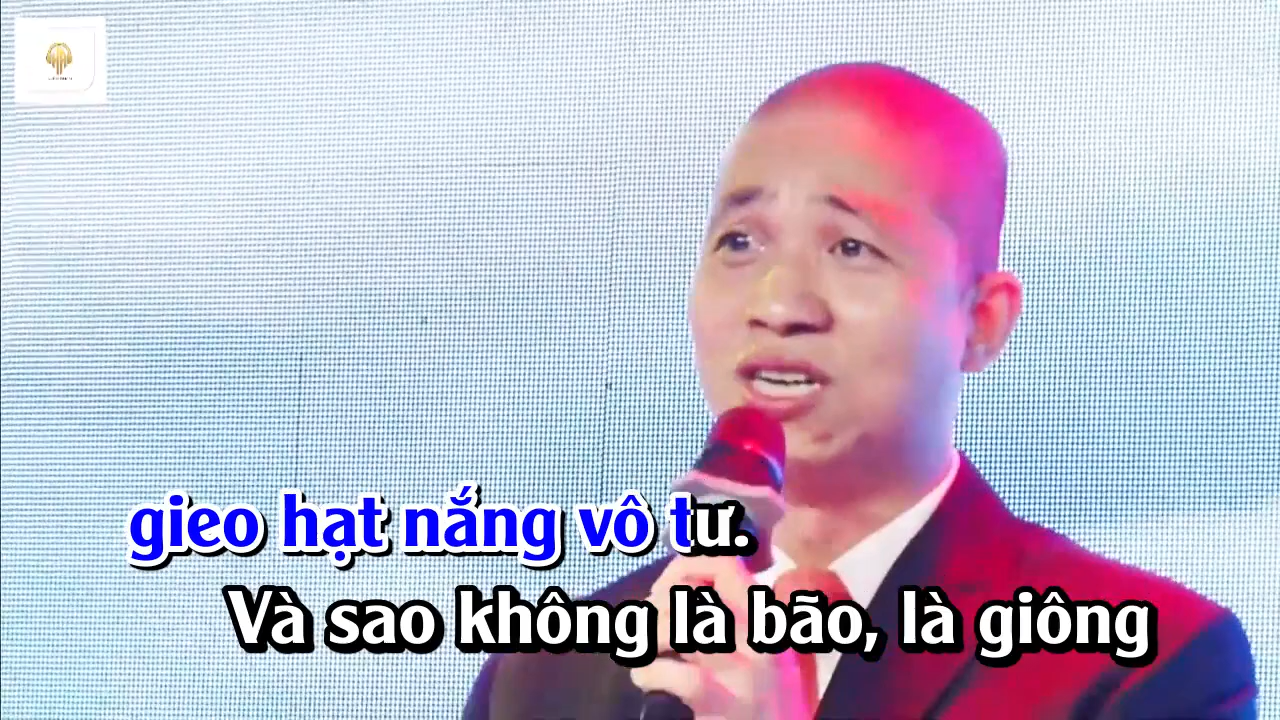 gieo hạt nắng vô tư.
Và sao không là bão, là giông